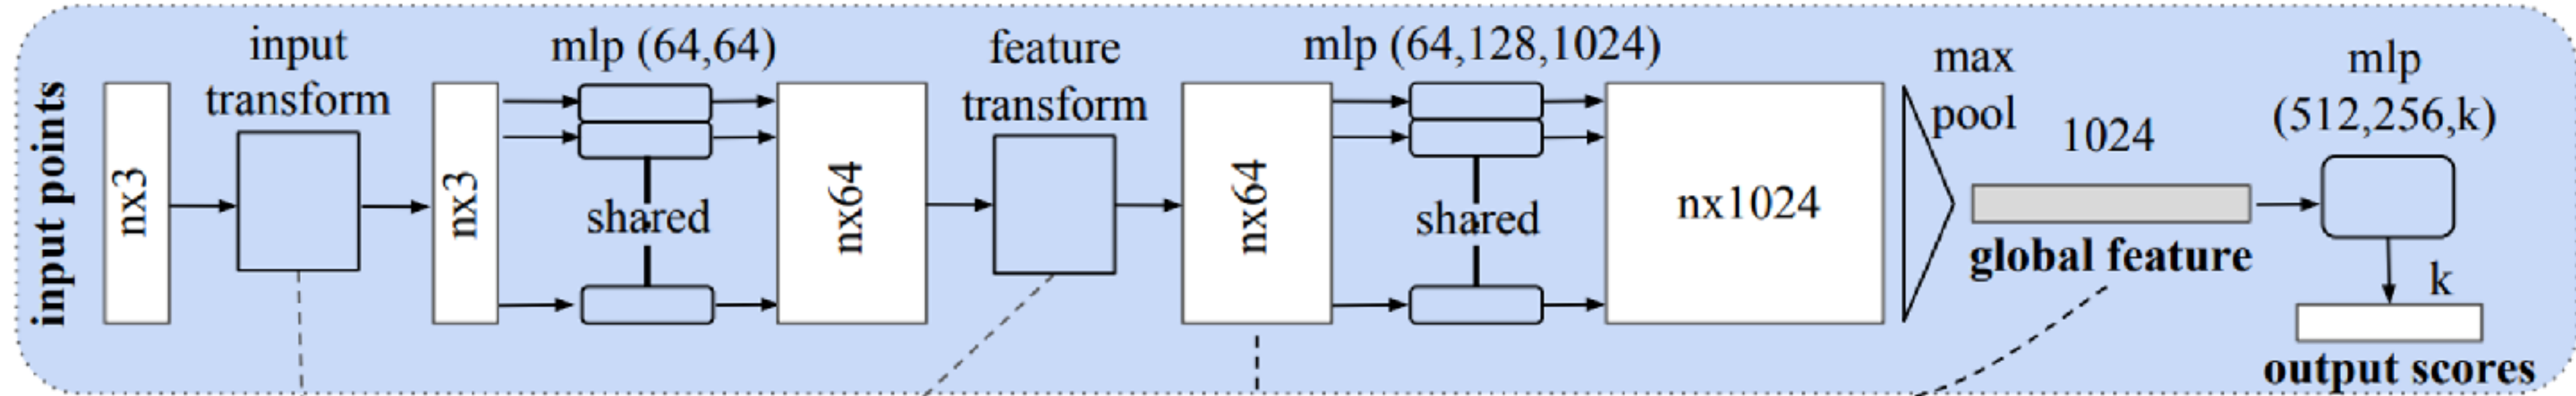 input points
nx3
input
transform
nx3
mlp (64,64)
shared
nx64
feature
transform
nx64
mlp (64,128,1024)
shared
nx1024
max
pool
1024
global feature
mlp
(512,256,k)
k
output scores